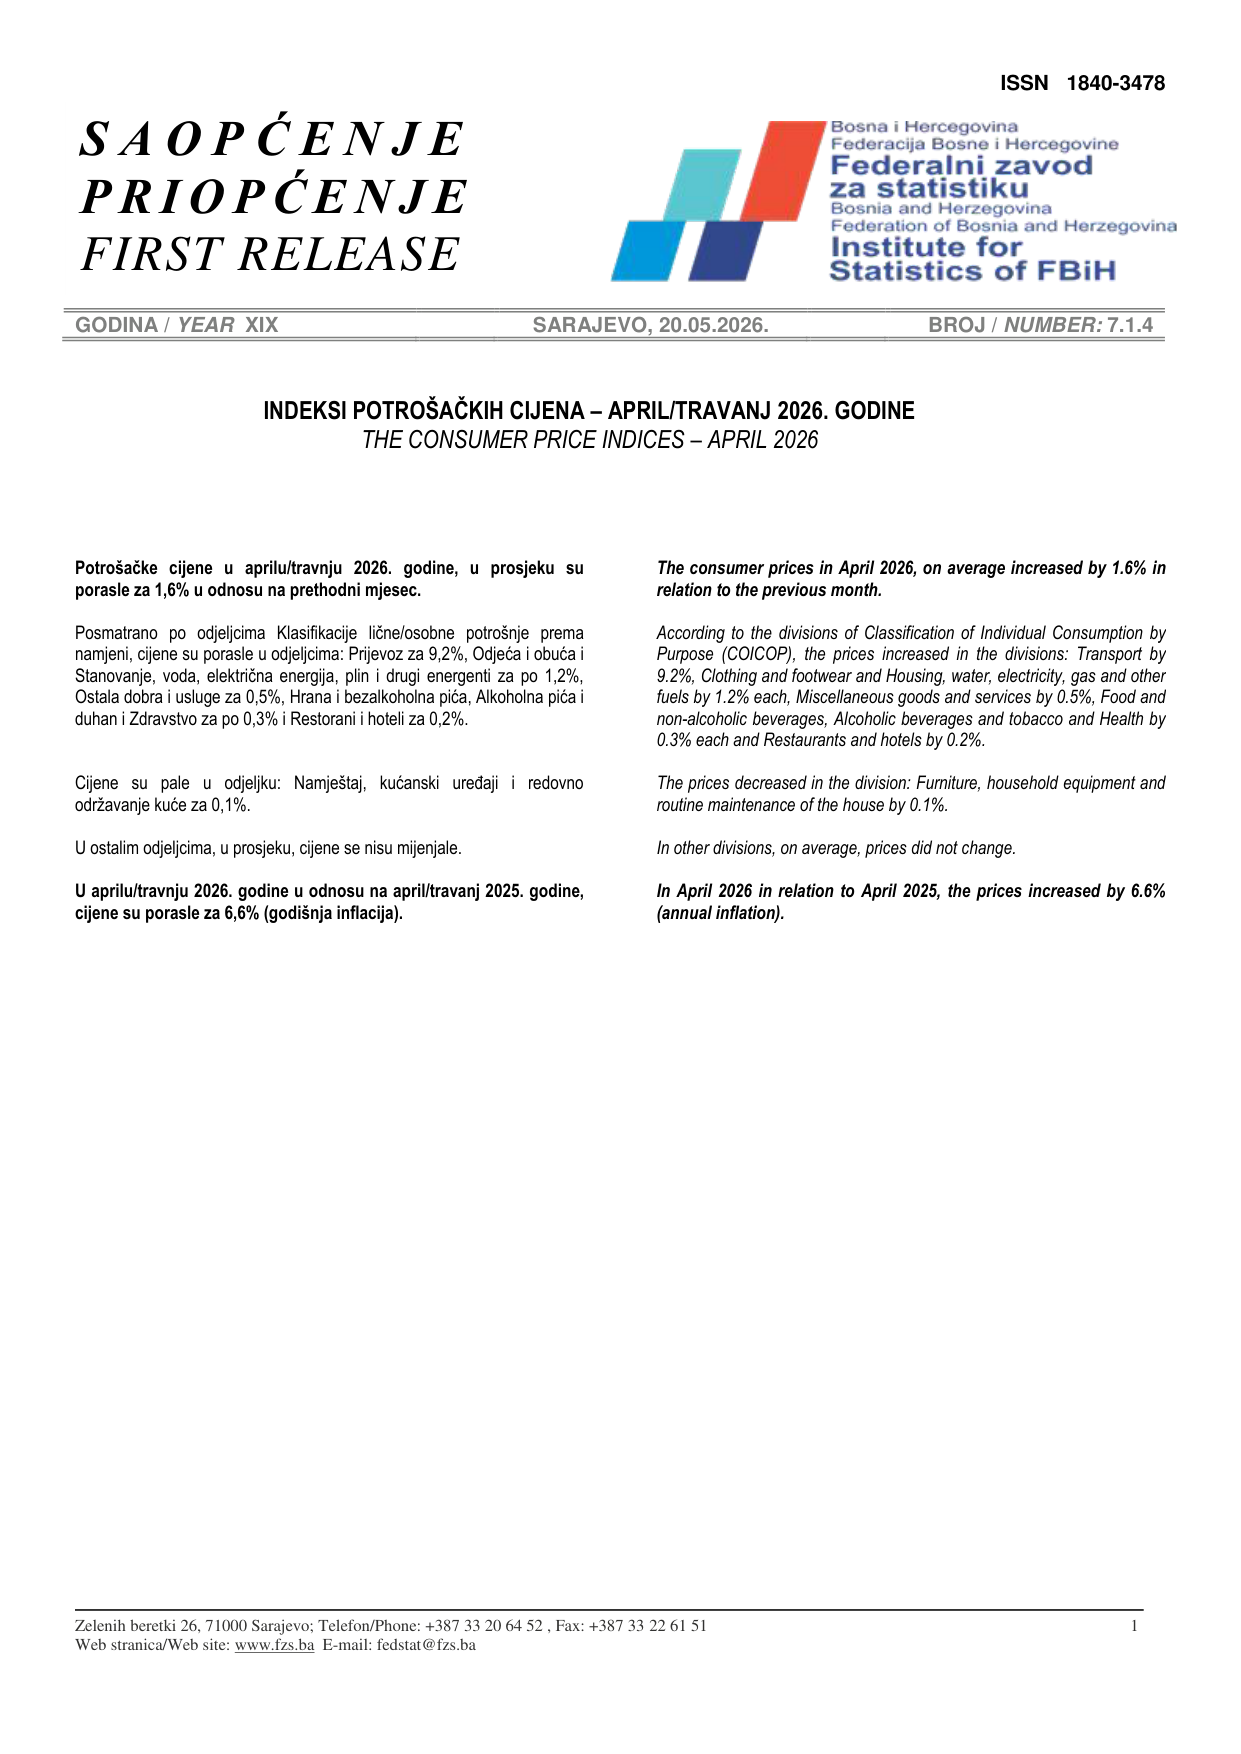 ISSN 1840-3478
SAOPĆENJE
PRIOPĆENJE
FIRST RELEASE
Bosna i Hercegovina
Federacija Bosne i Hercegovine
Federalni zavod
za statistiku
Bosnia and Herzegovina
Federation of Bosnia and Herzegovina
Institute for
Statistics of FBiH
GODINA / YEAR XIX SARAJEVO, 20.05.2026. BROJ / NUMBER: 7.1.4
INDEKSI POTROŠAČKIH CIJENA – APRIL/TRAVANJ 2026. GODINE
THE CONSUMER PRICE INDICES – APRIL 2026
Potrošačke cijene u aprilu/travnju 2026. godine, u prosjeku su
porasle za 1,6% u odnosu na prethodni mjesec.
Posmatrano po odjeljcima Klasifikacije lične/osobne potrošnje prema
namjeni, cijene su porasle u odjeljcima: Prijevoz za 9,2%, Odjeća i obuća i
Stanovanje, voda, električna energija, plin i drugi energenti za po 1,2%,
Ostala dobra i usluge za 0,5%, Hrana i bezalkoholna pića, Alkoholna pića i
duhan i Zdravstvo za po 0,3% i Restorani i hoteli za 0,2%.
Cijene su pale u odjeljku: Namještaj, kućanski uređaji i redovno
održavanje kuće za 0,1%.
U ostalim odjeljcima, u prosjeku, cijene se nisu mijenjale.
U aprilu/travnju 2026. godine u odnosu na april/travanj 2025. godine,
cijene su porasle za 6,6% (godišnja inflacija).
The consumer prices in April 2026, on average increased by 1.6% in
relation to the previous month.
According to the divisions of Classification of Individual Consumption by
Purpose (COICOP), the prices increased in the divisions: Transport by
9.2%, Clothing and footwear and Housing, water, electricity, gas and other
fuels by 1.2% each, Miscellaneous goods and services by 0.5%, Food and
non-alcoholic beverages, Alcoholic beverages and tobacco and Health by
0.3% each and Restaurants and hotels by 0.2%.
The prices decreased in the division: Furniture, household equipment and
routine maintenance of the house by 0.1%.
In other divisions, on average, prices did not change.
In April 2026 in relation to April 2025, the prices increased by 6.6%
(annual inflation).
Zelenih beretki 26, 71000 Sarajevo; Telefon/Phone: +387 33 20 64 52 , Fax: +387 33 22 61 51 1
Web stranica/Web site: www.fzs.ba E-mail: fedstat@fzs.ba